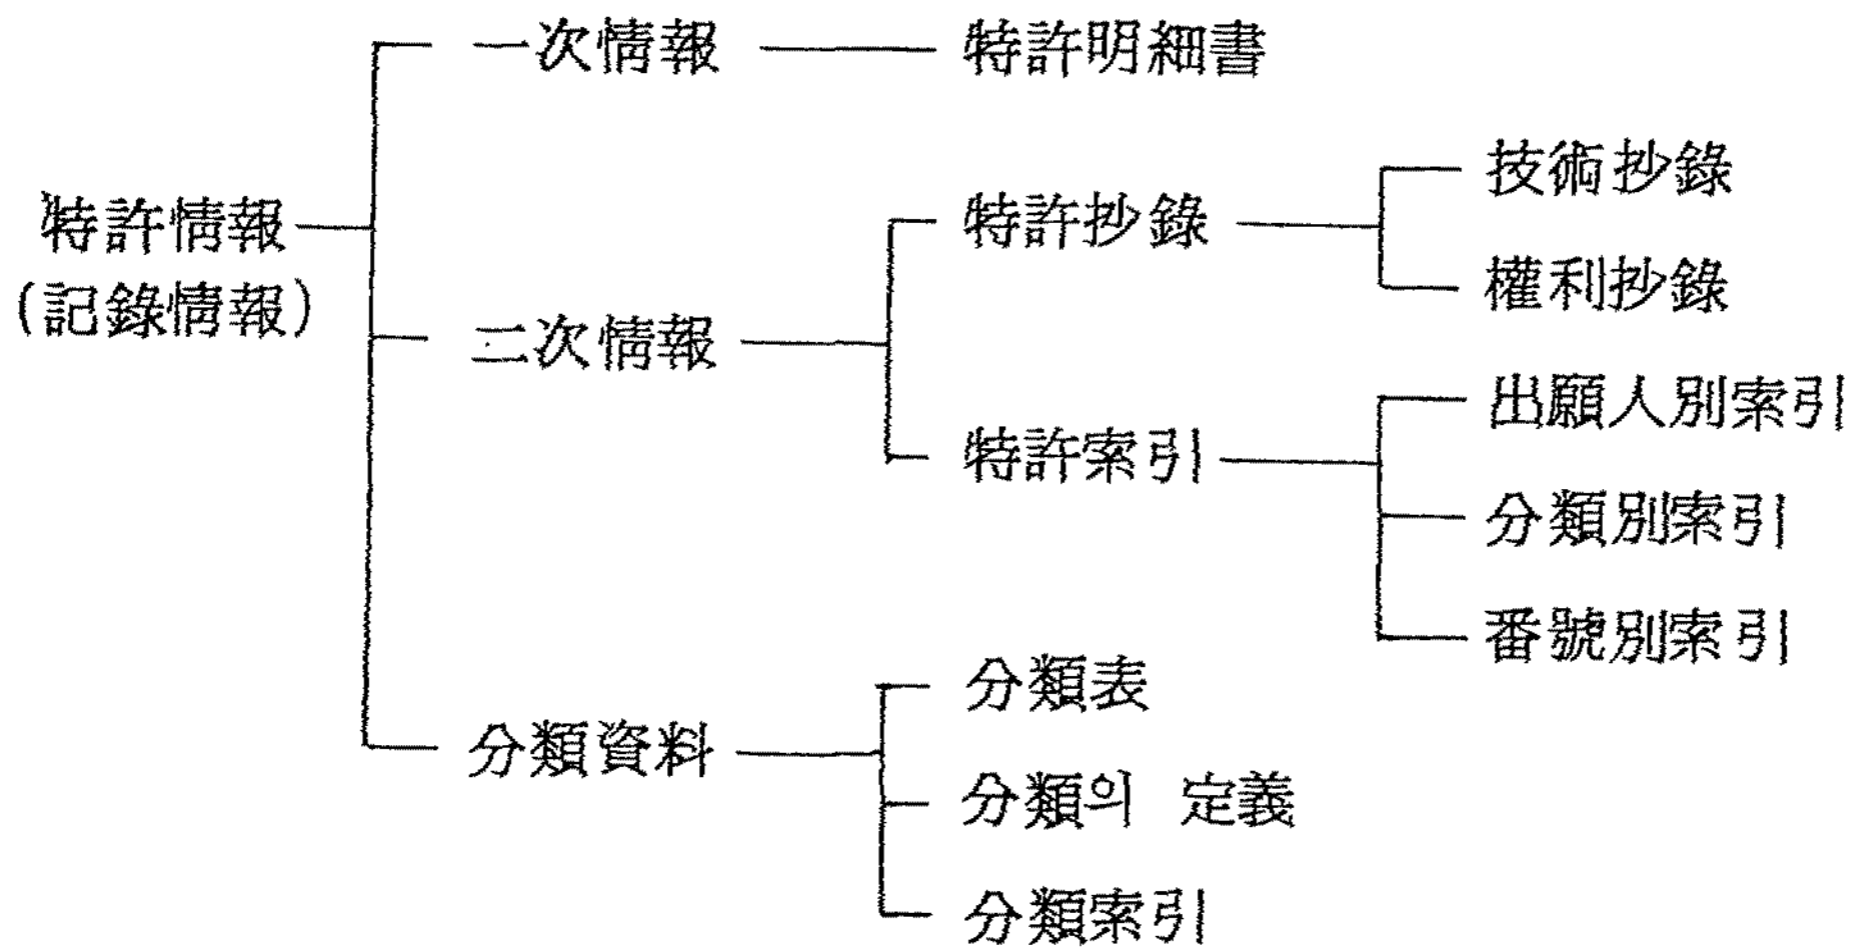 特許情報
(記錄情報)
一次情報
特許明細書
二次情報
特許抄錄
技術抄錄
權利抄錄
特許索引
出願人別索引
分類別索引
番號別索引
分類資料
分類表
分類의 定義
分類索引